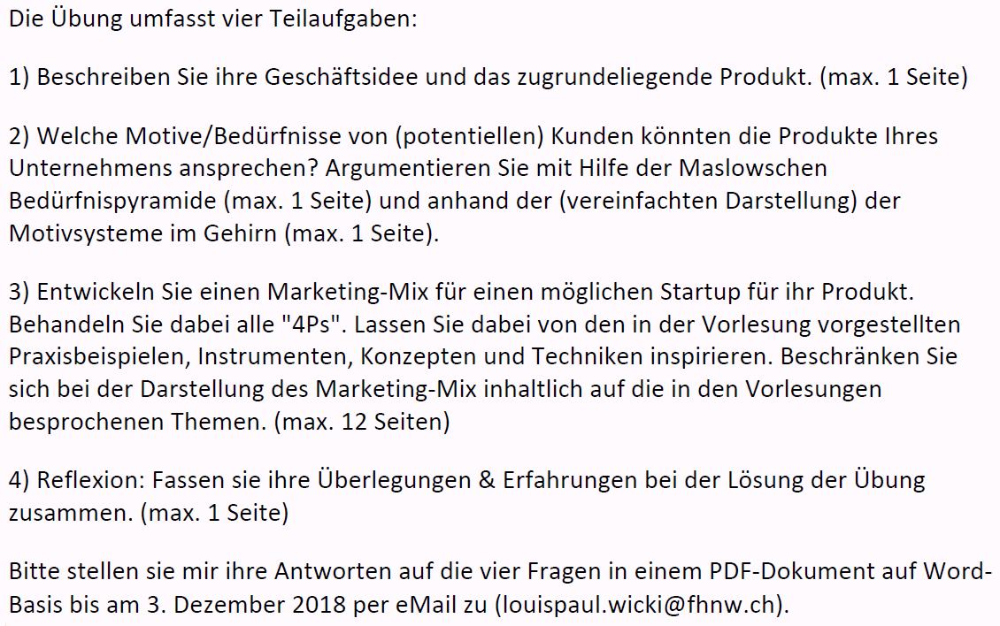 Die Übung umfasst vier Teilaufgaben:
1) Beschreiben Sie ihre Geschäftsidee und das zugrundeliegende Produkt. (max. 1 Seite)
2) Welche Motive/Bedürfnisse von (potentiellen) Kunden könnten die Produkte Ihres
Unternehmens ansprechen? Argumentieren Sie mit Hilfe der Maslowschen
Bedürfnispyramide (max. 1 Seite) und anhand der (vereinfachten Darstellung) der
Motivsysteme im Gehirn (max. 1 Seite).
3) Entwickeln Sie einen Marketing-Mix für einen möglichen Startup für ihr Produkt.
Behandeln Sie dabei alle "4Ps". Lassen Sie dabei von den in der Vorlesung vorgestellten
Praxisbeispielen, Instrumenten, Konzepten und Techniken inspirieren. Beschränken Sie
sich bei der Darstellung des Marketing-Mix inhaltlich auf die in den Vorlesungen
besprochenen Themen. (max. 12 Seiten)
4) Reflexion: Fassen sie ihre Überlegungen & Erfahrungen bei der Lösung der Übung
zusammen. (max. 1 Seite)
Bitte stellen sie mir ihre Antworten auf die vier Fragen in einem PDF-Dokument auf Word-
Basis bis am 3. Dezember 2018 per eMail zu (louispaul.wicki@fhnw.ch).